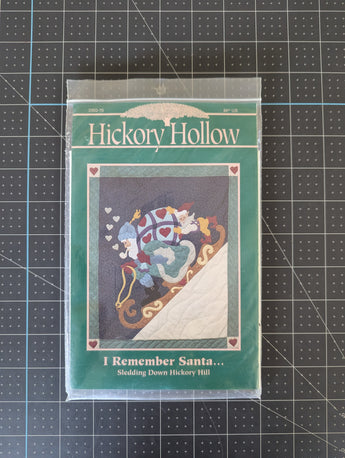 Hickory Hollow
I Remember Santa...
Sledding Down Hickory Hill